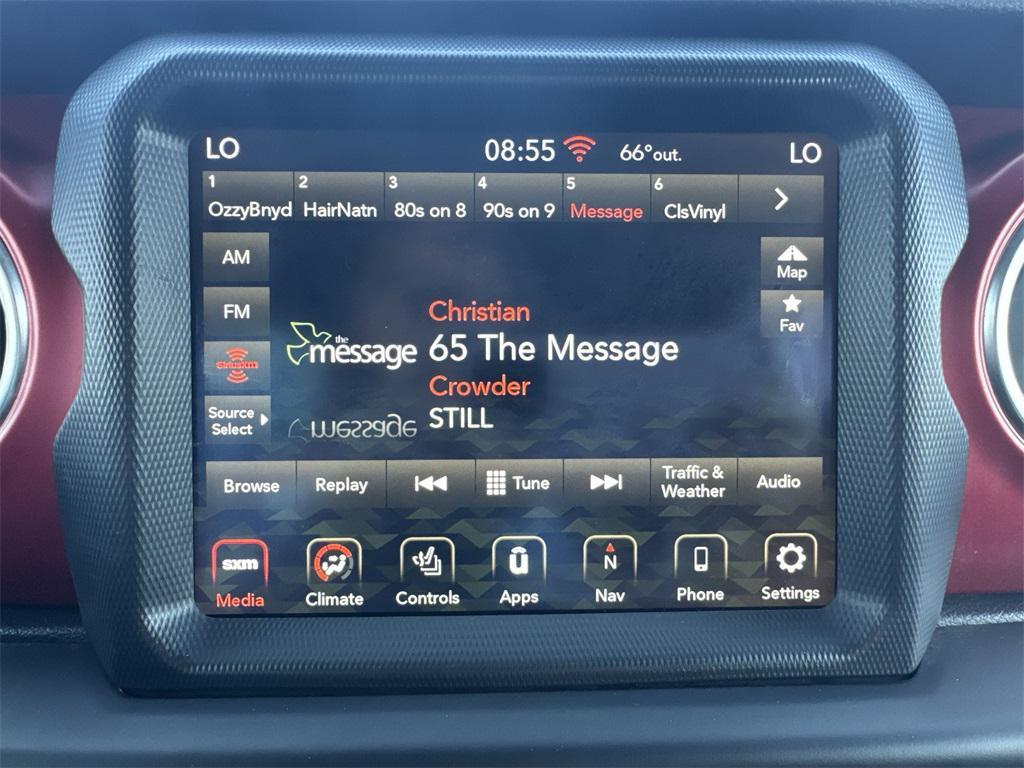 LO 08:55 66°out. LO
1 2 3 4 5 6
OzzyBnyd HairNatn 80s on 8 90s on 9 Message ClsVinyl
AM
Map
FM
Fav
siriusxm
Source
Select
the
message
Christian
65 The Message
Crowder
STILL
message
Browse Replay Tune Traffic &
Weather Audio
sxm
Media
Climate
Controls
û
Apps
N
Nav
Phone
Settings